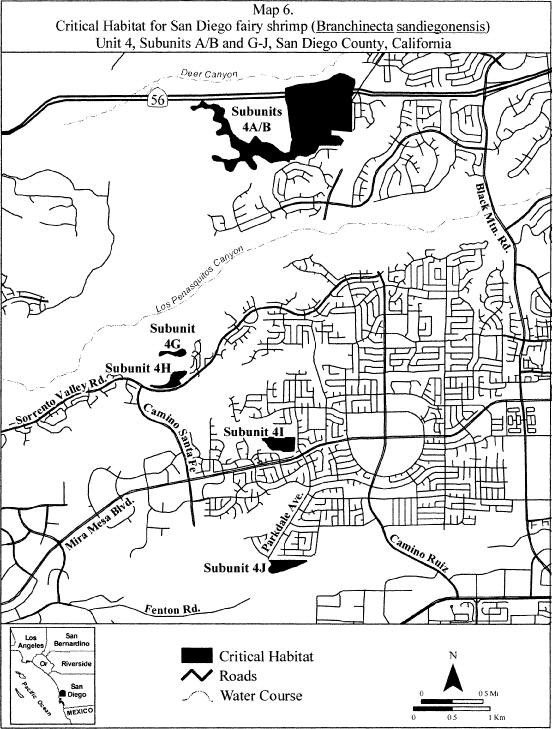 Map 6.
Critical Habitat for San Diego fairy shrimp (Branchinecta sandiegonensis)
Unit 4, Subunits A/B and G-J, San Diego County, California
Deer Canyon
56
Subunits
4A/B
Black Mtn. Rd.
Los Penasquitos Canyon
Subunit
4G
Subunit 4H
Sorrento Valley Rd.
Camino Santa Fe
Subunit 4I
Mira Mesa Blvd.
Parkdale Ave.
Subunit 4J
Camino Ruiz
Fenton Rd.
Los
Angeles
San
Bernardino
Or
Riverside
San
Diego
Pacific Ocean
MEXICO
Critical Habitat
Roads
Water Course
N
0 0.5 Mi
0 0.5 1 Km